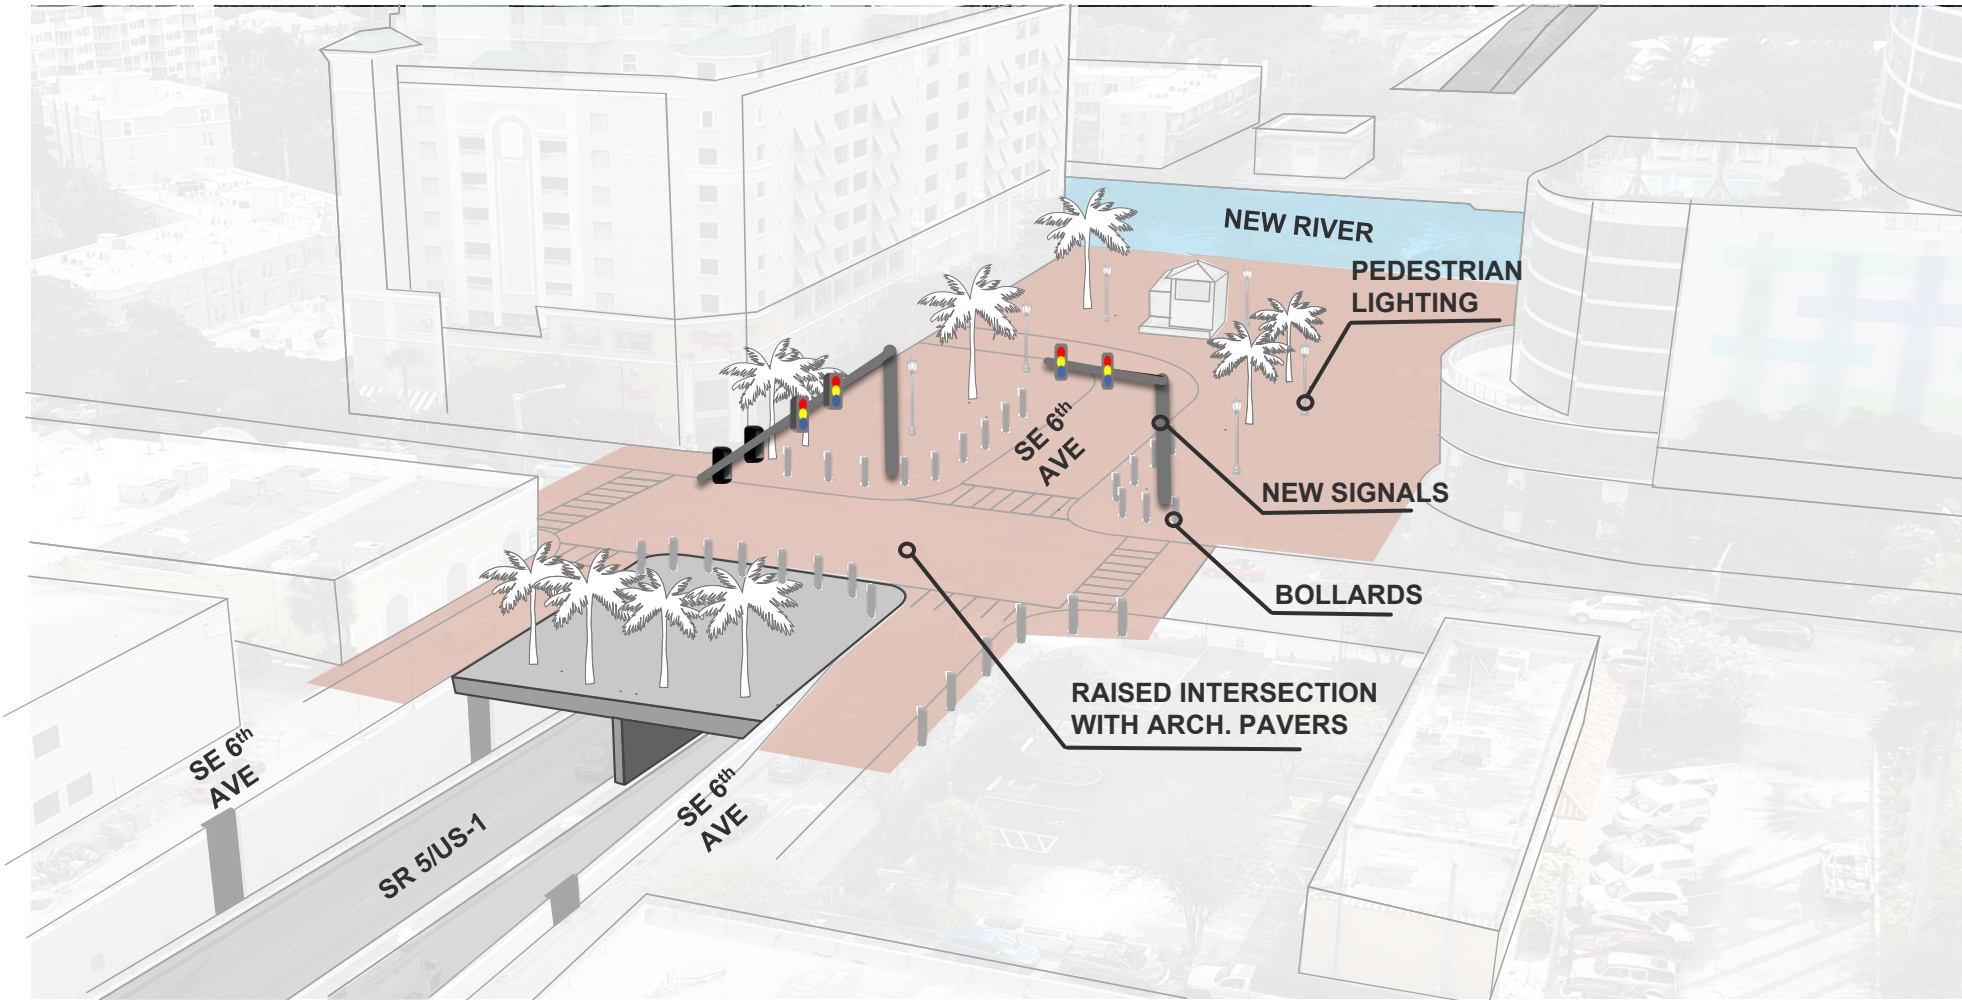 NEW RIVER
PEDESTRIAN
LIGHTING
SE 6th
AVE
NEW SIGNALS
BOLLARDS
RAISED INTERSECTION
WITH ARCH. PAVERS
SE 6th
AVE
SE 6th
AVE
SR 5/US-1